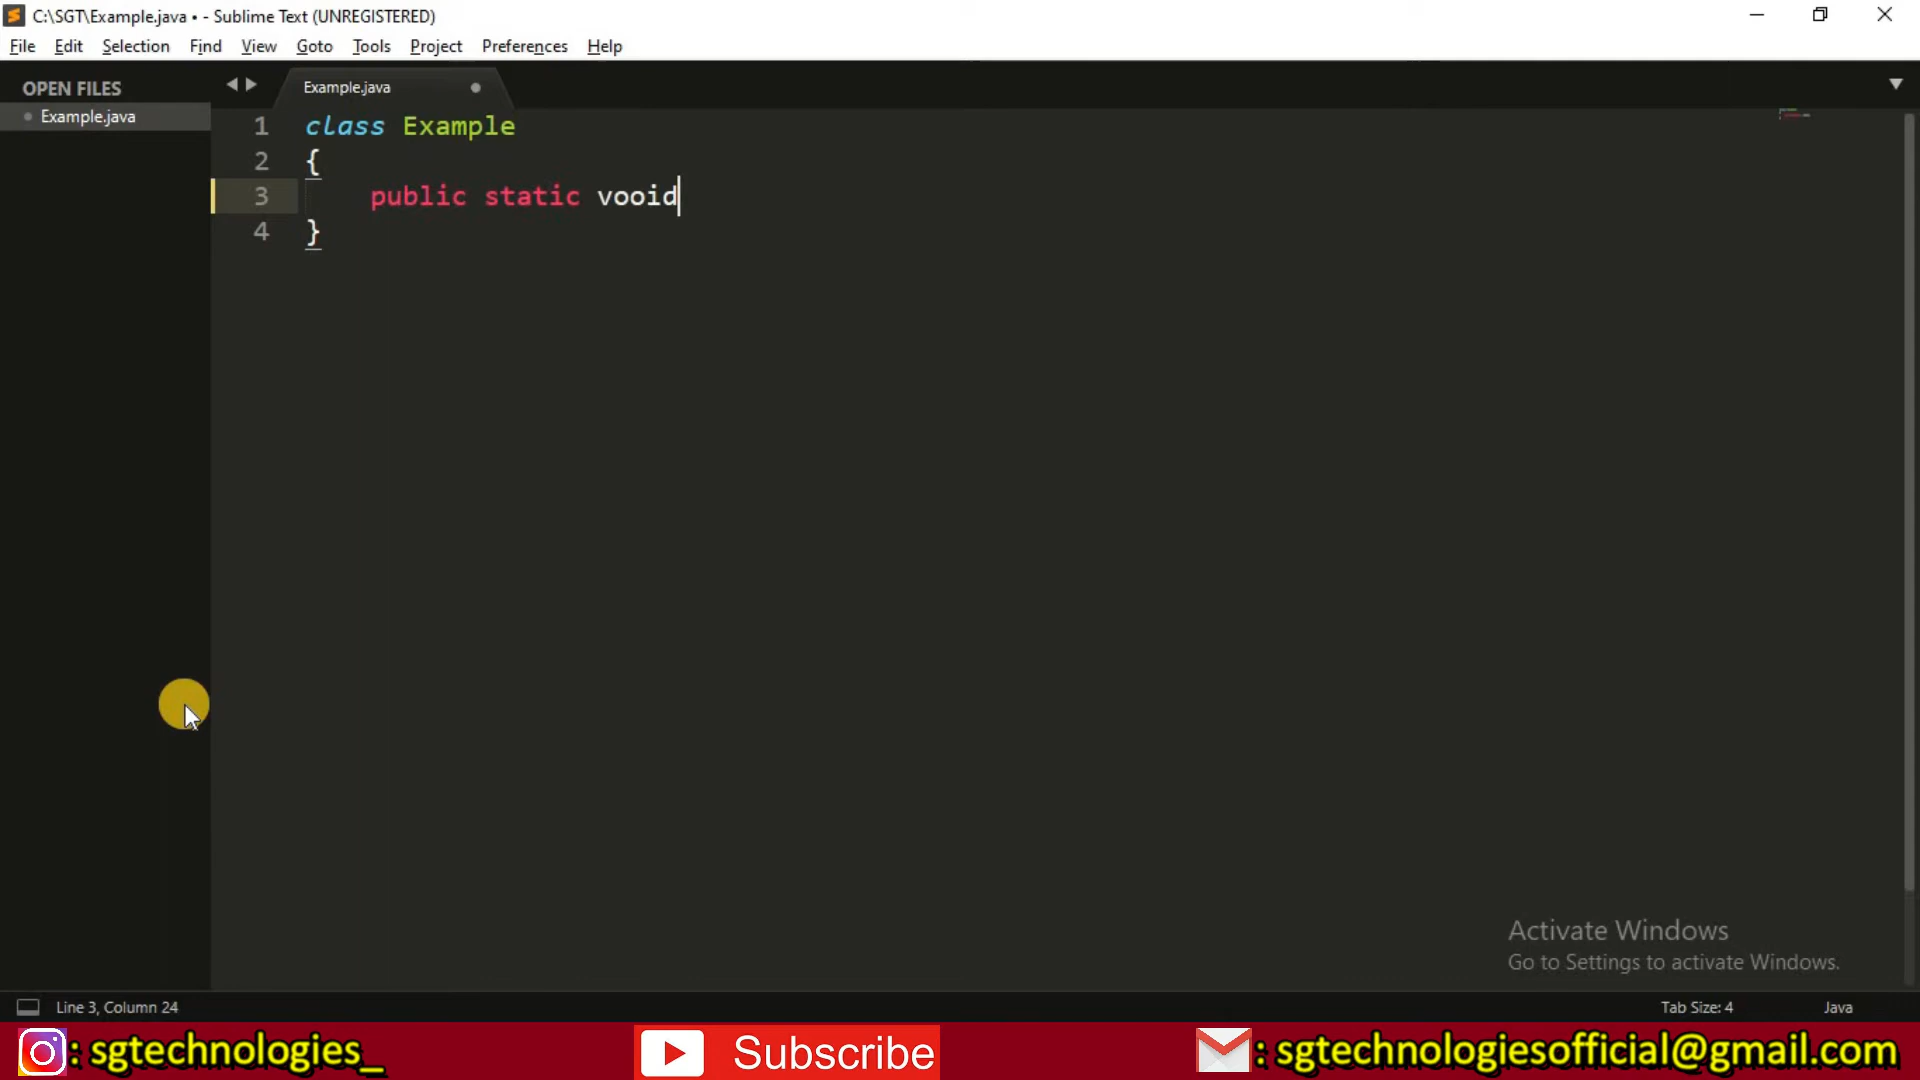 C:\SGT\Example.java • - Sublime Text (UNREGISTERED)
File Edit Selection Find View Goto Tools Project Preferences Help
OPEN FILES
Example.java
Example.java
1 class Example
2 {
3 public static vooid
4 }
Activate Windows
Go to Settings to activate Windows.
Line 3, Column 24
Tab Size: 4
Java
: sgtechnologies_
Subscribe
: sgtechnologiesofficial@gmail.com